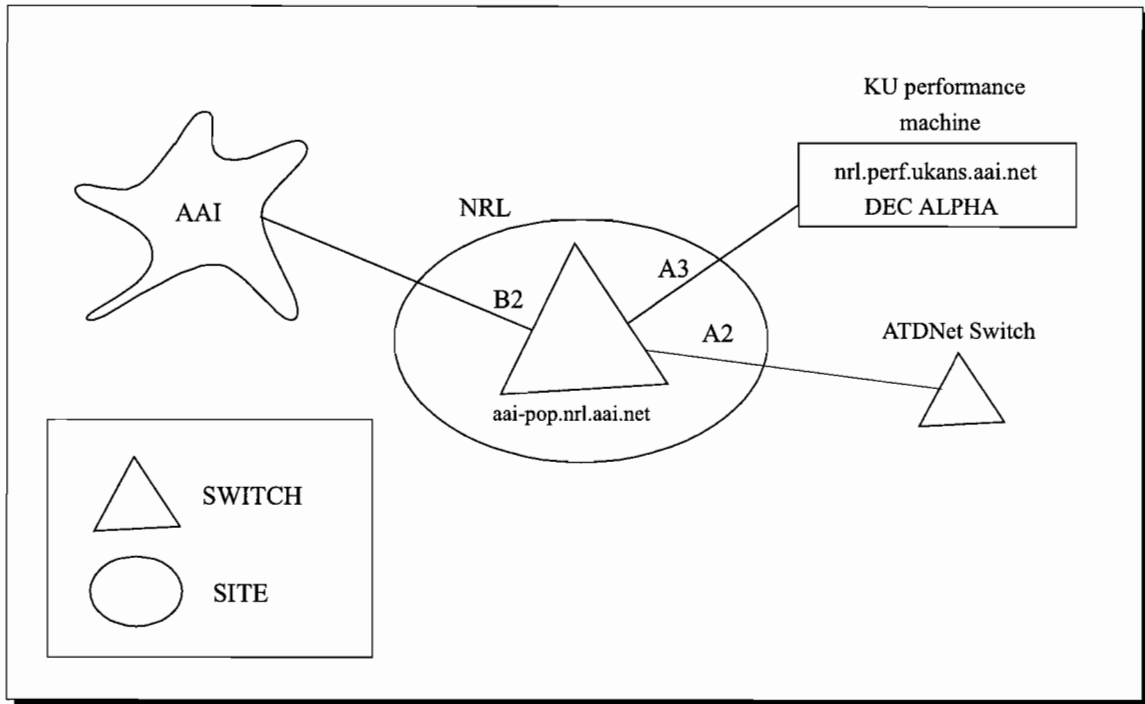 KU performance
machine
nrl.perf.ukans.aai.net
DEC ALPHA
AAI
NRL
A3
B2
A2
ATDNet Switch
aai-pop.nrl.aai.net
SWITCH
SITE